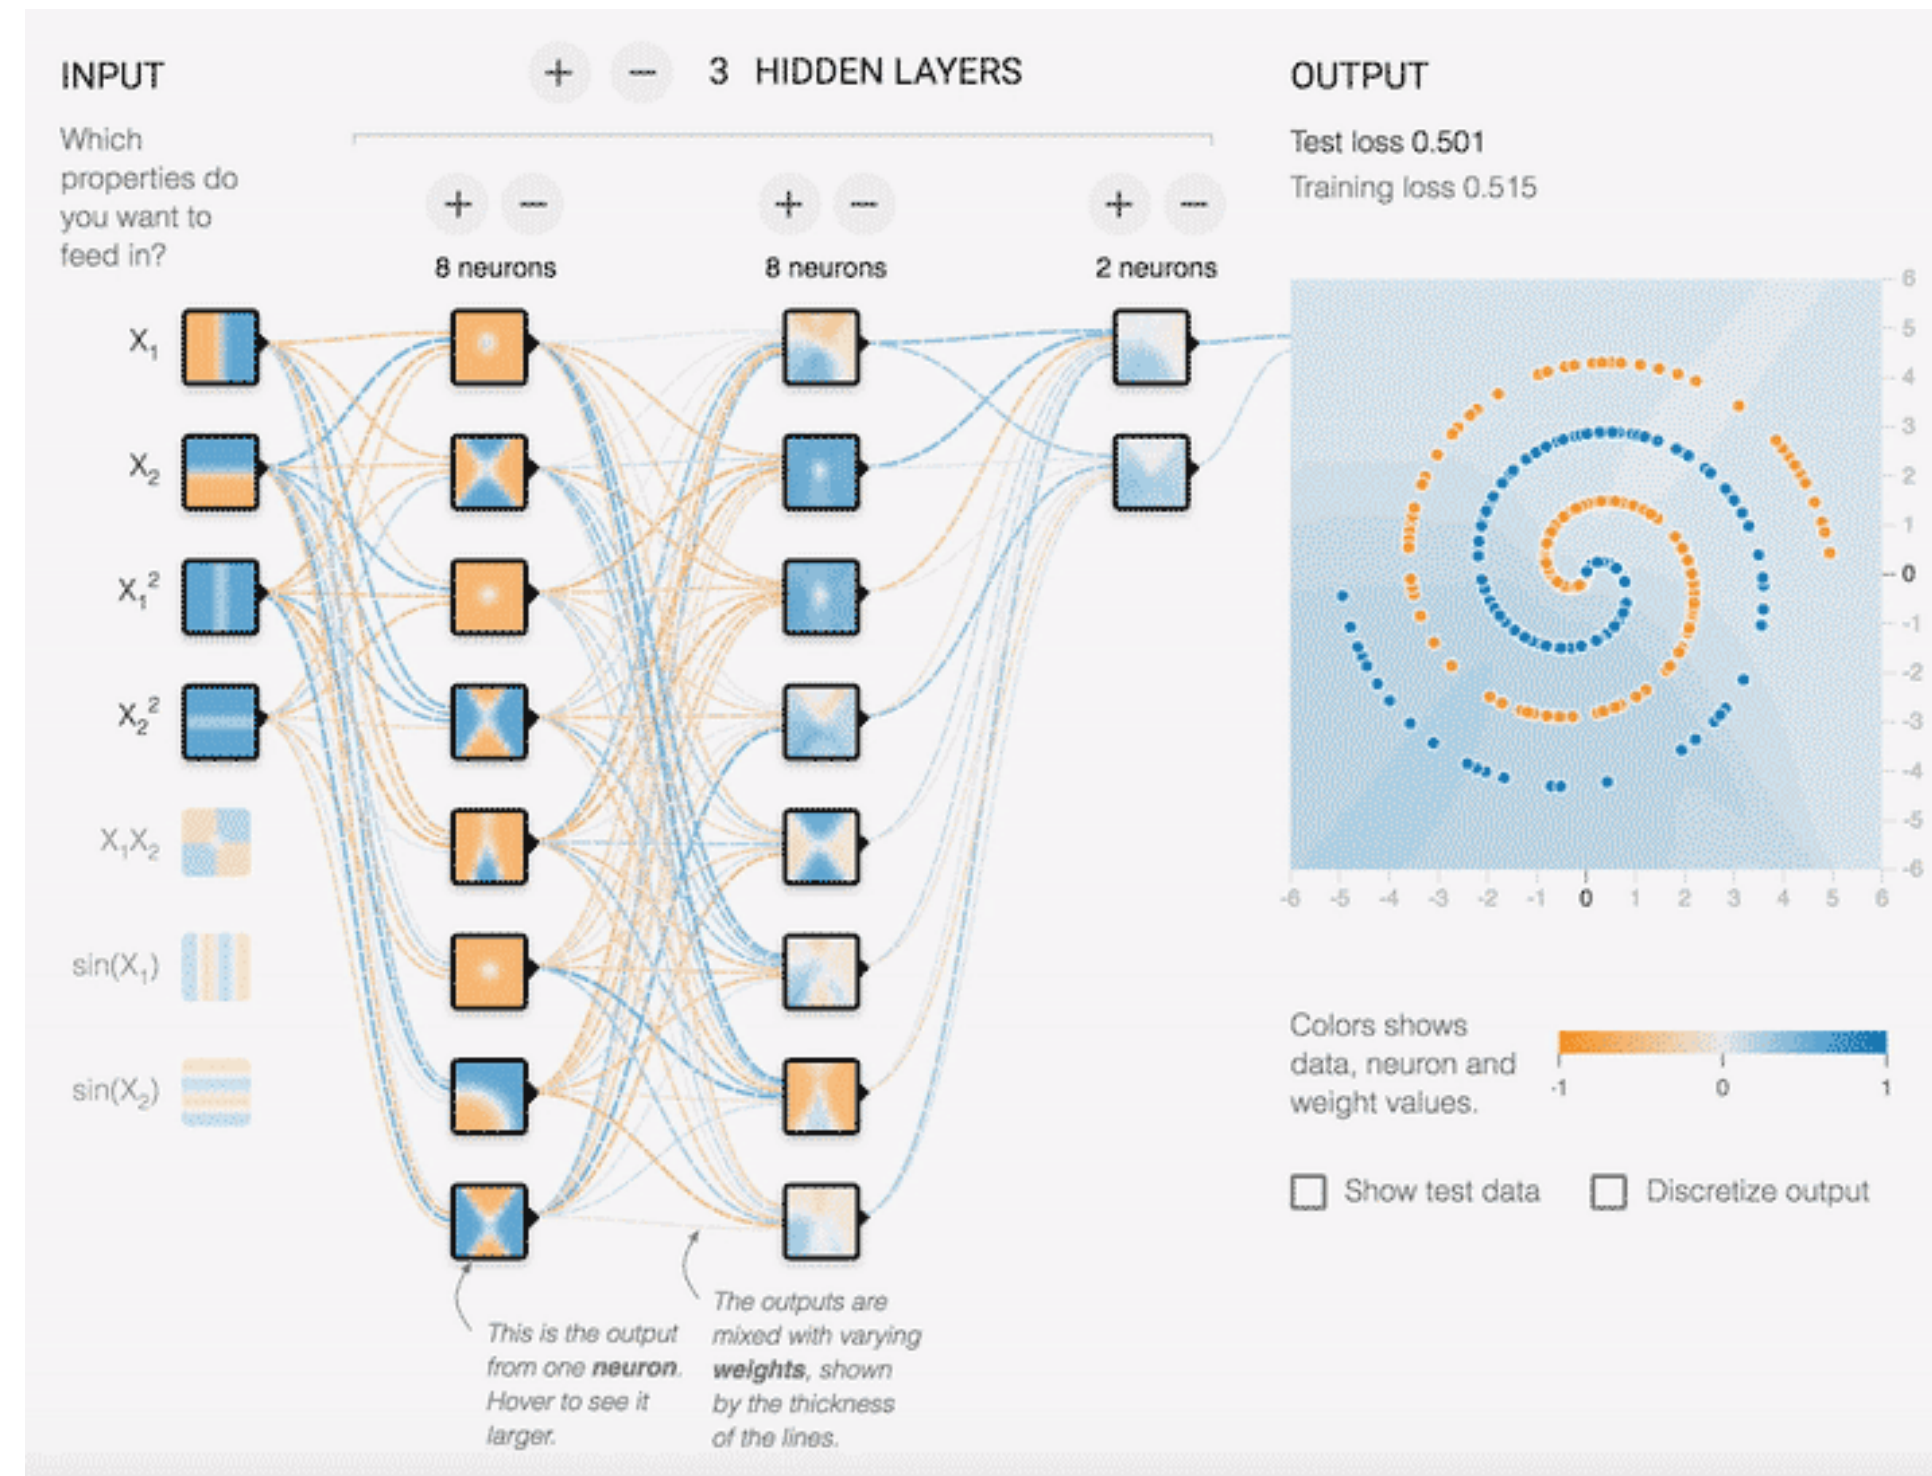 INPUT
Which
properties do
you want to
feed in?
X₁
X₂
X₁²
X₂²
X₁X₂
sin(X₁)
sin(X₂)
+ − 3 HIDDEN LAYERS
+ −
8 neurons
+ −
8 neurons
+ −
2 neurons
This is the output
from one neuron.
Hover to see it
larger.
The outputs are
mixed with varying
weights, shown
by the thickness
of the lines.
OUTPUT
Test loss 0.501
Training loss 0.515
6
5
4
3
2
1
0
-1
-2
-3
-4
-5
-6
-6 -5 -4 -3 -2 -1 0 1 2 3 4 5 6
Colors shows
data, neuron and
weight values.
-1 0 1
Show test data
Discretize output